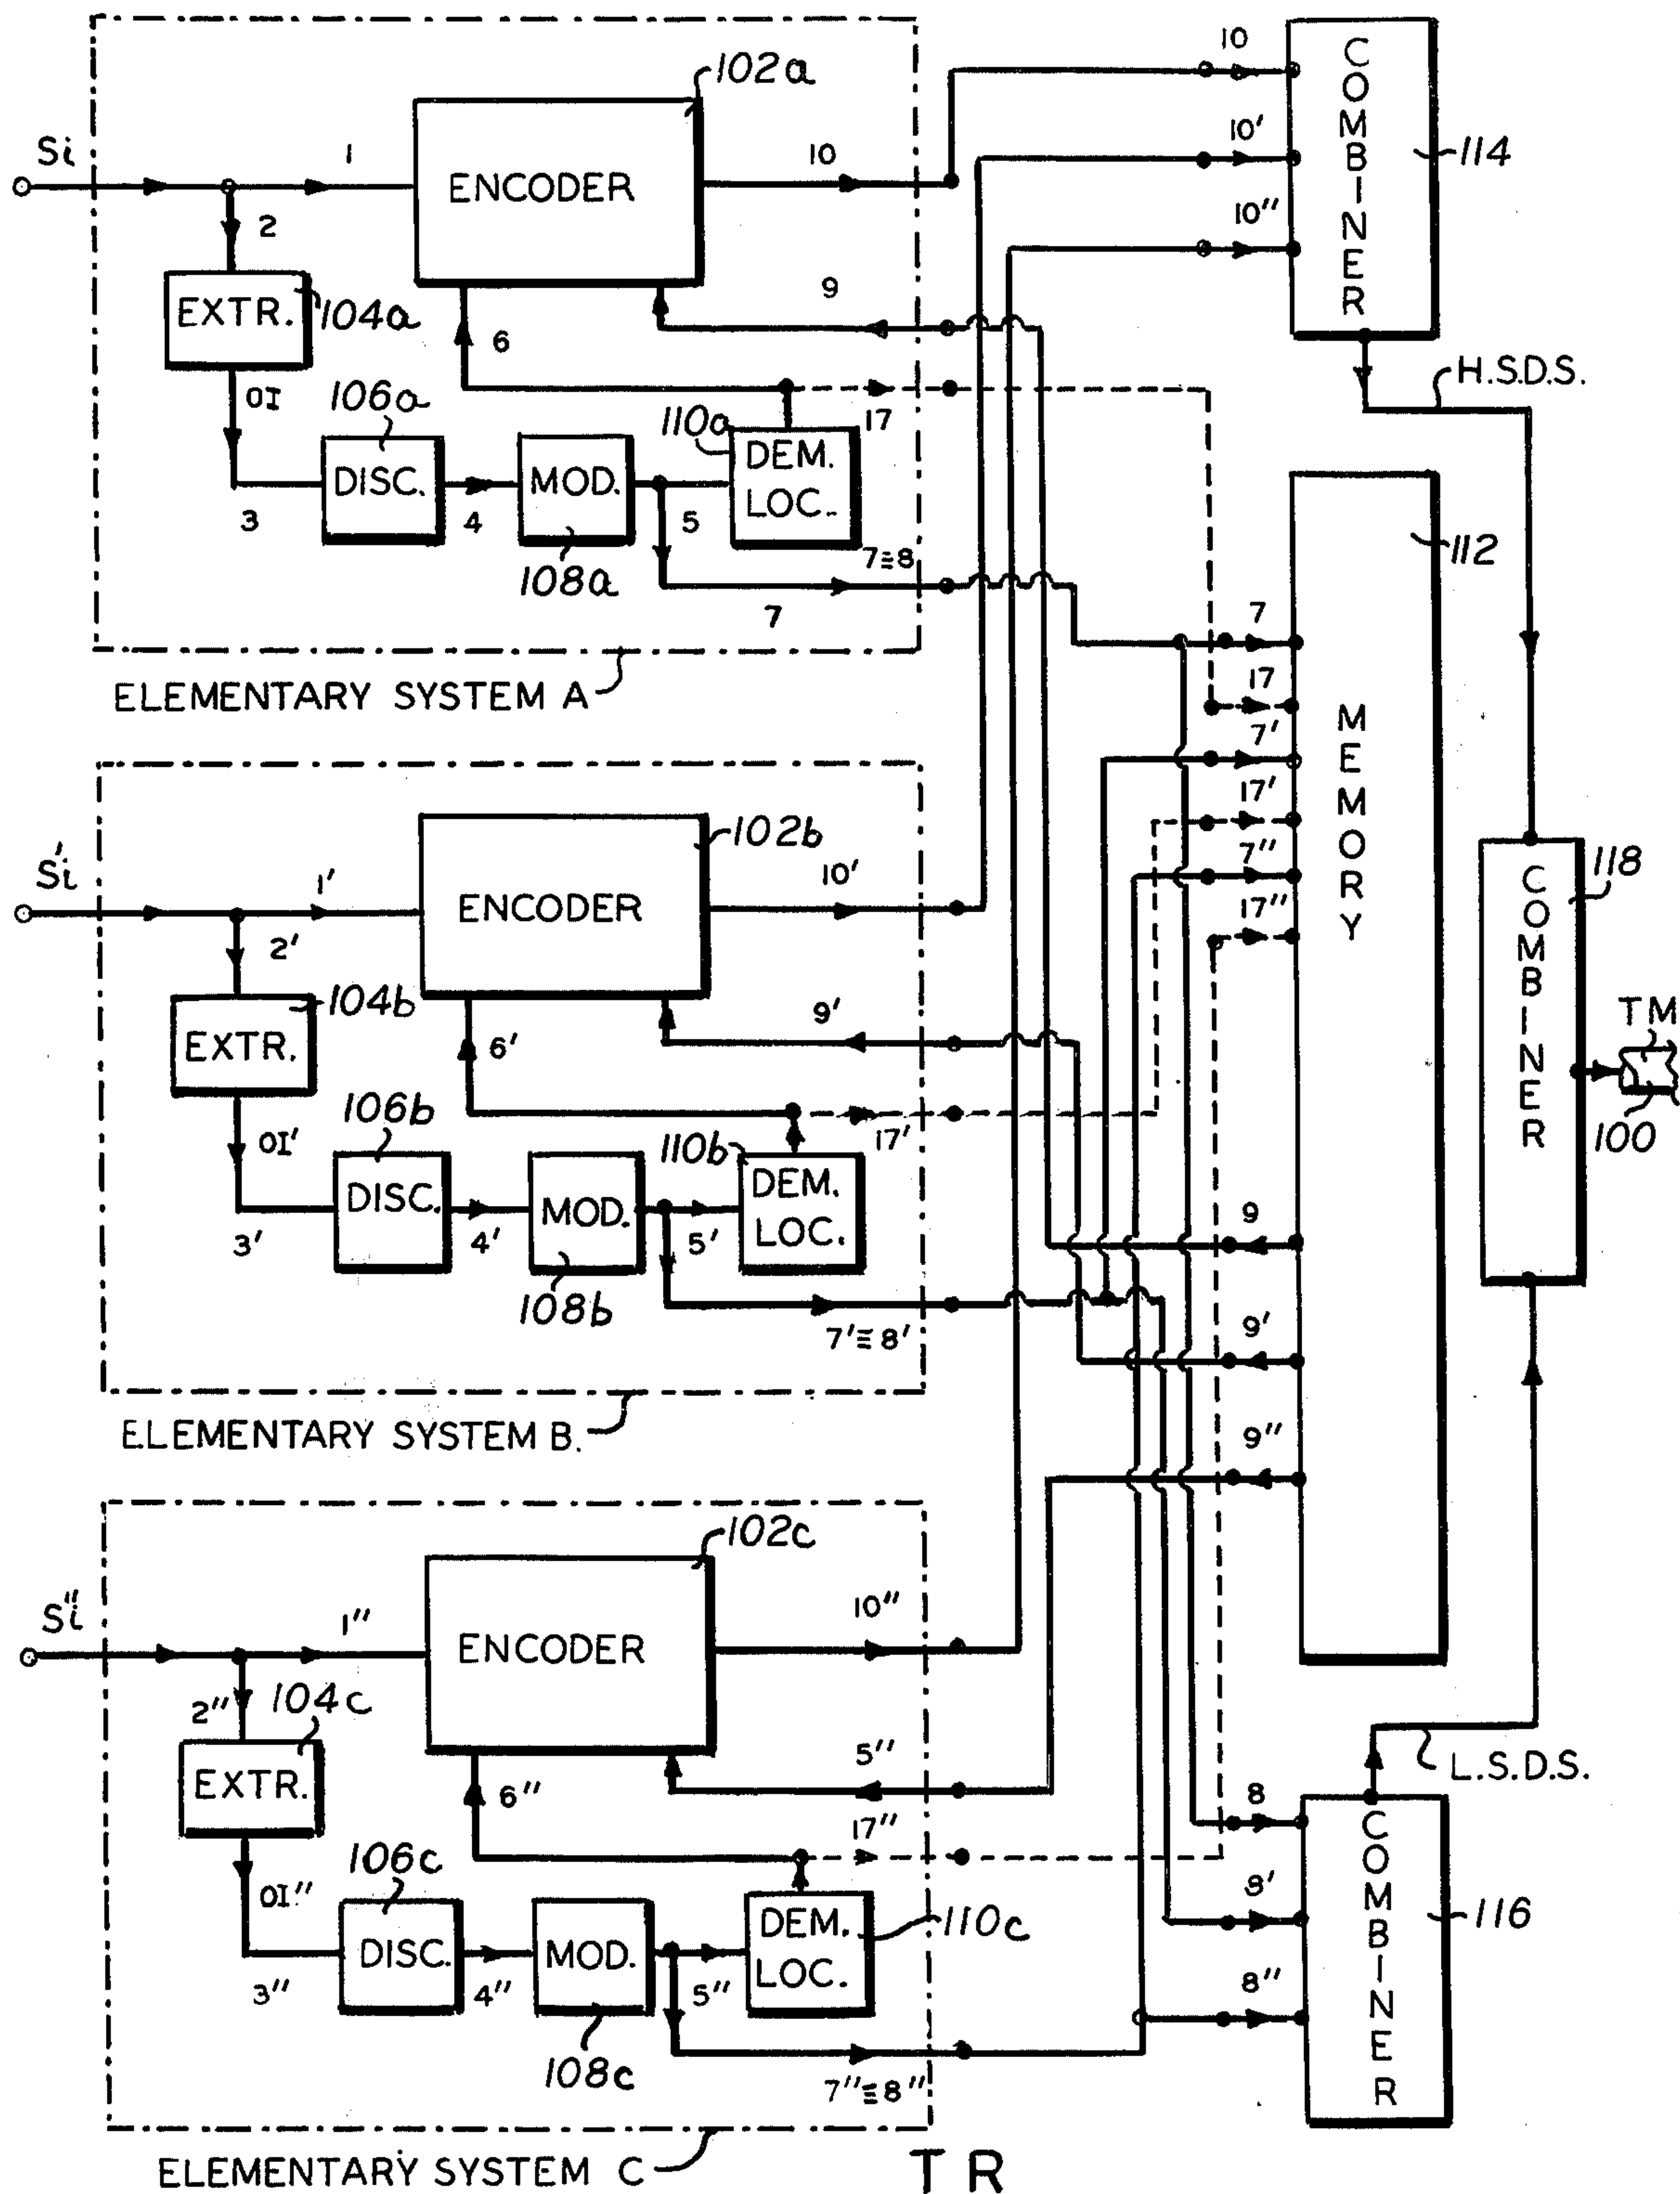 102a
10
COMBINER
10'
114
Si
1
10
ENCODER
10"
2
EXTR.
104a
9
6
H.S.D.S.
OI
106a
110a
17
DISC.
MOD.
DEM.
LOC.
3
4
5
7≡8
112
108a
7
7
17
ELEMENTARY SYSTEM A
MEMORY
7'
17'
102b
S'i
1'
10'
7"
118
ENCODER
17"
COMBINER
2'
104b
EXTR.
9'
6'
TM
106b
OI'
17'
110b
100
DISC.
MOD.
DEM.
LOC.
3'
4'
5'
9
108b
7'≡8'
9'
ELEMENTARY SYSTEM B.
9"
102c
S"i
1"
10"
ENCODER
2"
104c
EXTR.
5"
6"
L.S.D.S.
17"
8
COMBINER
106c
OI"
8'
110c
116
DISC.
MOD.
DEM.
LOC.
3"
4"
5"
8"
108c
7"≡8"
ELEMENTARY SYSTEM C
TR